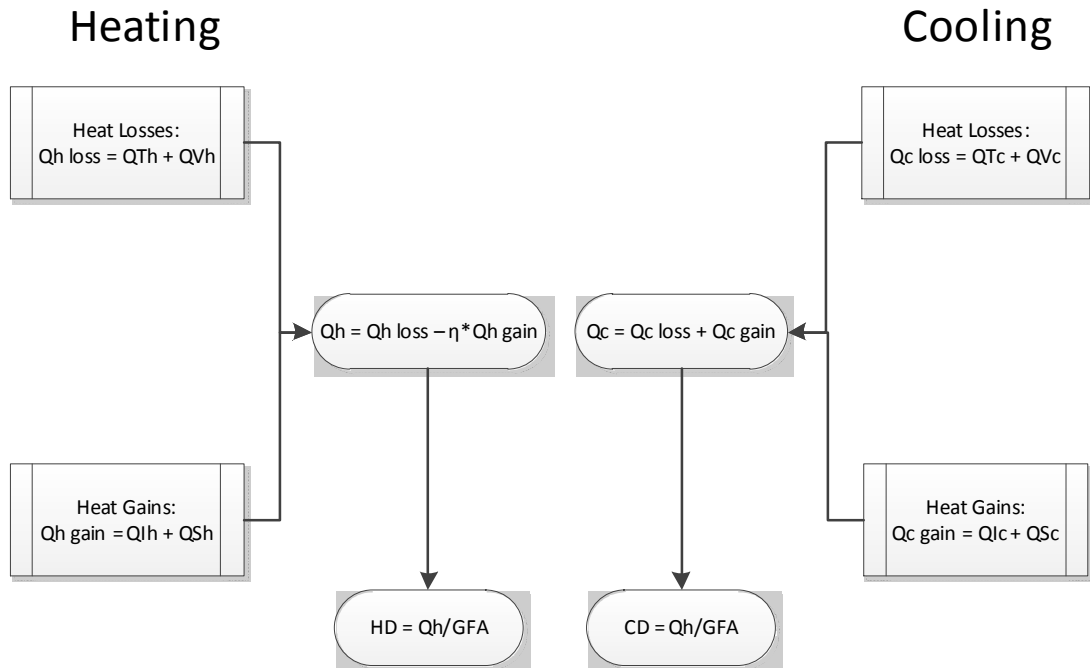 Heating
Cooling
Heat Losses:
Qh loss = QTh + QVh
Heat Losses:
Qc loss = QTc + QVc
Qh = Qh loss – η* Qh gain
Qc = Qc loss + Qc gain
Heat Gains:
Qh gain = QIh + QSh
Heat Gains:
Qc gain = QIc + QSc
HD = Qh/GFA
CD = Qh/GFA